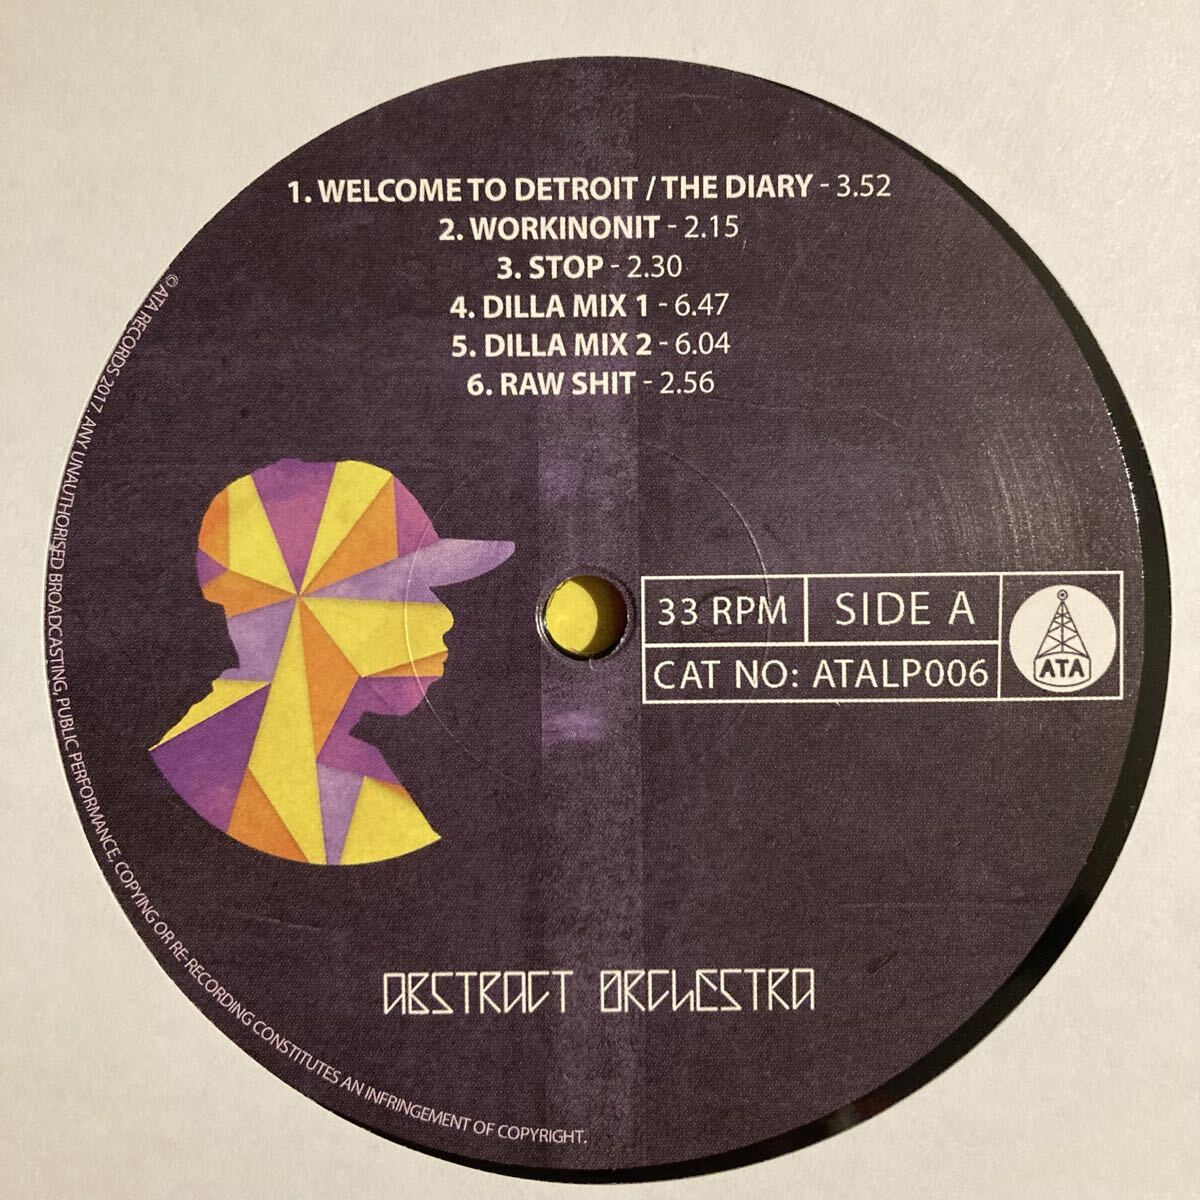 1. WELCOME TO DETROIT / THE DIARY - 3.52
2. WORKINONIT - 2.15
3. STOP - 2.30
4. DILLA MIX 1 - 6.47
5. DILLA MIX 2 - 6.04
6. RAW SHIT - 2.56
33 RPM
SIDE A
CAT NO: ATALP006
ATA
ABSTRACT ORCHESTRA
© ATA RECORDS 2017. ANY UNAUTHORISED BROADCASTING, PUBLIC PERFORMANCE, COPYING OR RE-RECORDING CONSTITUTES AN INFRINGEMENT OF COPYRIGHT.